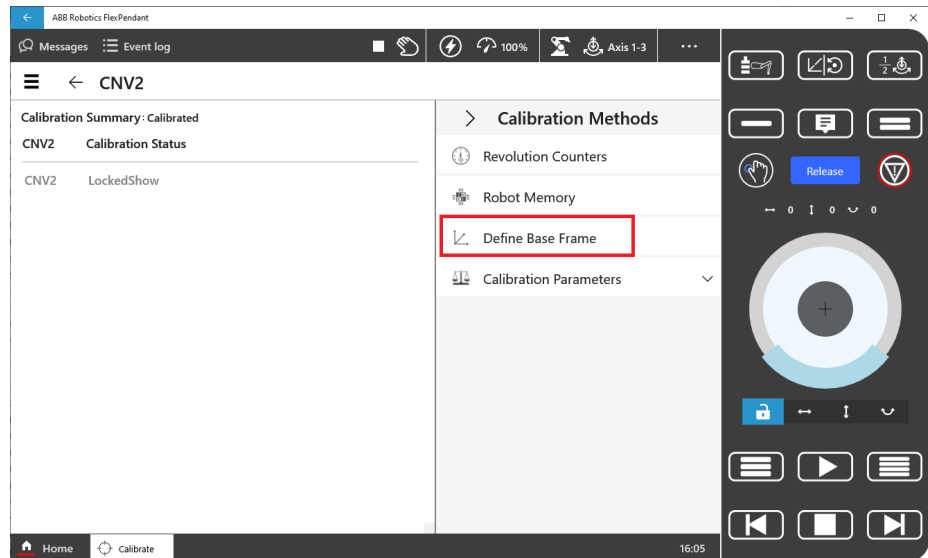 ABB Robotics FlexPendant
Messages Event log 100% Axis 1-3 ...
CNV2
Calibration Summary: Calibrated
CNV2 Calibration Status
CNV2 LockedShow
Calibration Methods
Revolution Counters
Robot Memory
Define Base Frame
Calibration Parameters
Home Calibrate 16:05
1/2
Release
0 0 0